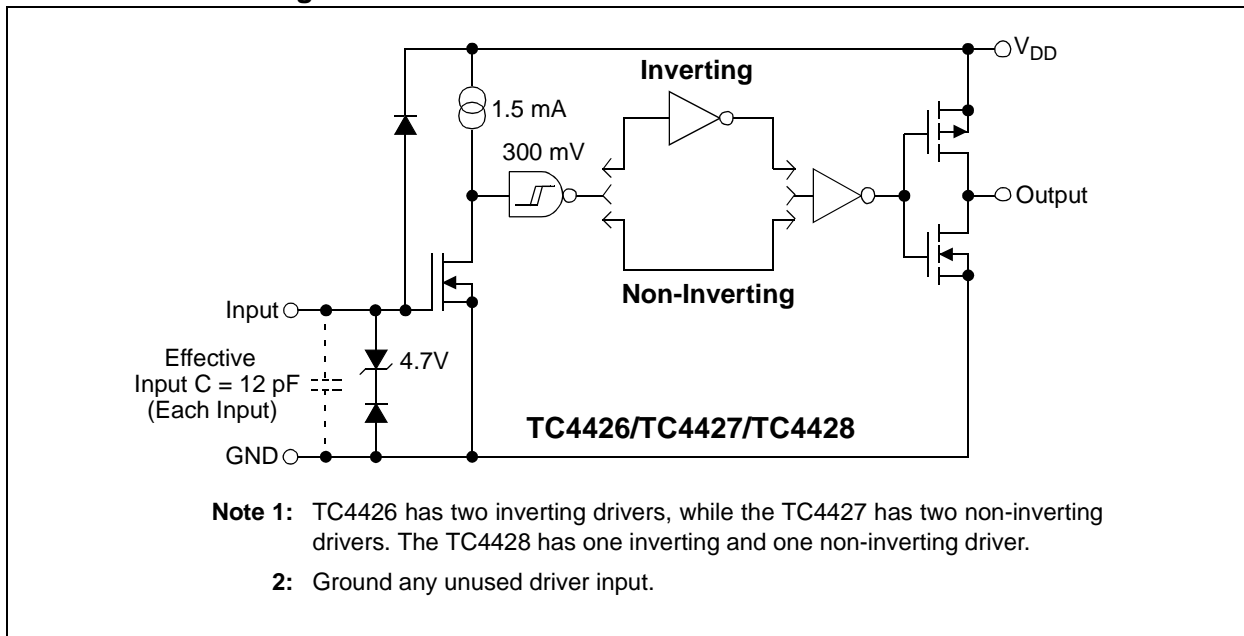 V_DD
Inverting
1.5 mA
300 mV
Output
Non-Inverting
Input
Effective
Input C = 12 pF
(Each Input)
4.7V
TC4426/TC4427/TC4428
GND
Note 1: TC4426 has two inverting drivers, while the TC4427 has two non-inverting
drivers. The TC4428 has one inverting and one non-inverting driver.
2: Ground any unused driver input.